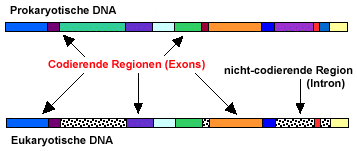 Prokaryotische DNA
Codierende Regionen (Exons)
nicht-codierende Region
(Intron)
Eukaryotische DNA